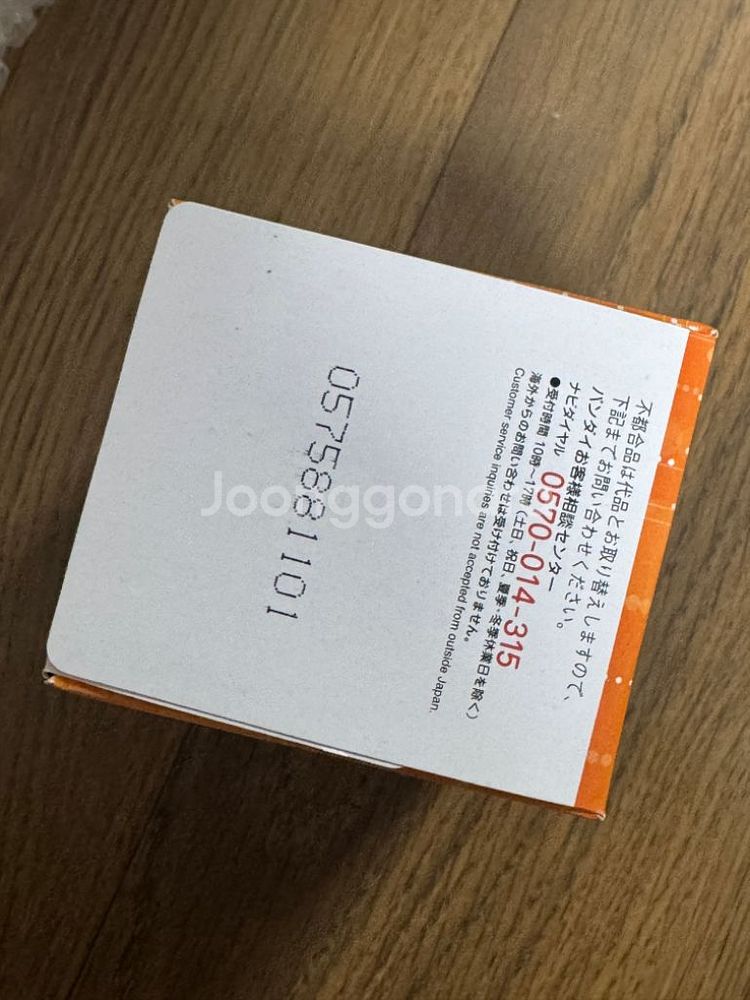 不都合品は代品とお取り替えしますので、
下記までお問い合わせください。
バンダイお客様相談センター
ナビダイヤル 0570-014-315
●受付時間 10時~17時(土日、祝日、夏季・冬季休業日を除く)
海外からのお問い合わせは受け付けておりません。
Customer service inquiries are not accepted from outside Japan.
0575881101
Joonggonara